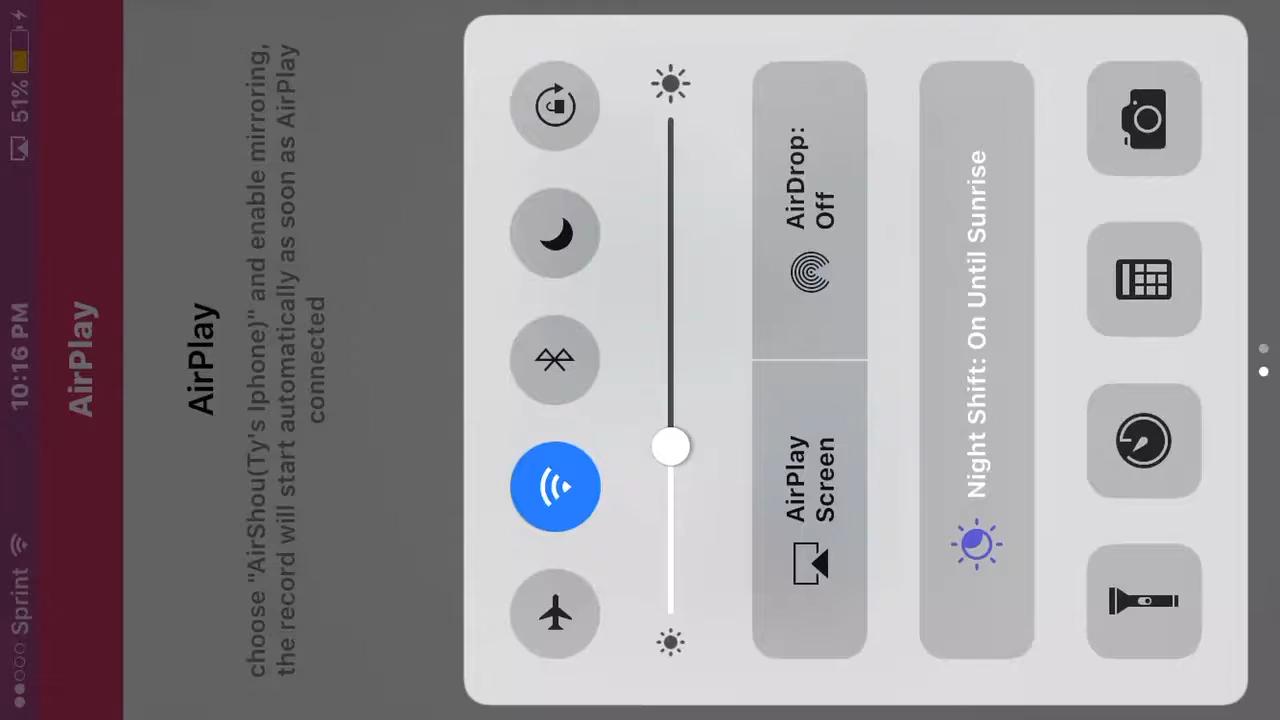 Sprint
10:16 PM
51%
AirPlay
AirPlay
choose "AirShou(Ty's Iphone)" and enable mirroring,
the record will start automatically as soon as AirPlay
connected
AirPlay
Screen
AirDrop:
Off
Night Shift: On Until Sunrise